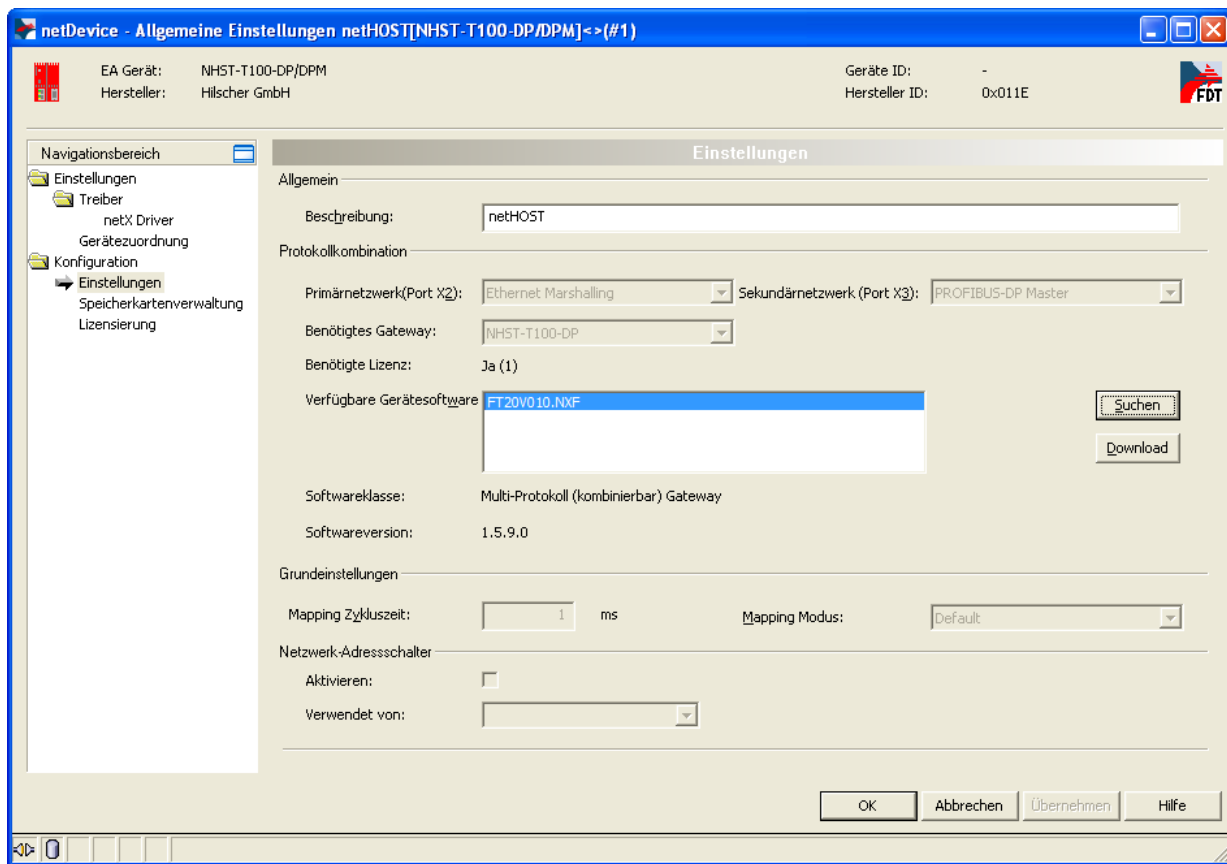 netDevice - Allgemeine Einstellungen netHOST[NHST-T100-DP/DPM]<>(#1)
EA Gerät: NHST-T100-DP/DPM Geräte ID: -
Hersteller: Hilscher GmbH Hersteller ID: 0x011E
FDT
Navigationsbereich
Einstellungen
Treiber
netX Driver
Gerätezuordnung
Konfiguration
Einstellungen
Speicherkartenverwaltung
Lizensierung
Einstellungen
Allgemein
Beschreibung: netHOST
Protokollkombination
Primärnetzwerk(Port X2): Ethernet Marshalling Sekundärnetzwerk (Port X3): PROFIBUS-DP Master
Benötigtes Gateway: NHST-T100-DP
Benötigte Lizenz: Ja (1)
Verfügbare Gerätesoftware FT20V010.NXF Suchen
Download
Softwareklasse: Multi-Protokoll (kombinierbar) Gateway
Softwareversion: 1.5.9.0
Grundeinstellungen
Mapping Zykluszeit: 1 ms Mapping Modus: Default
Netzwerk-Adressschalter
Aktivieren:
Verwendet von:
OK Abbrechen Übernehmen Hilfe